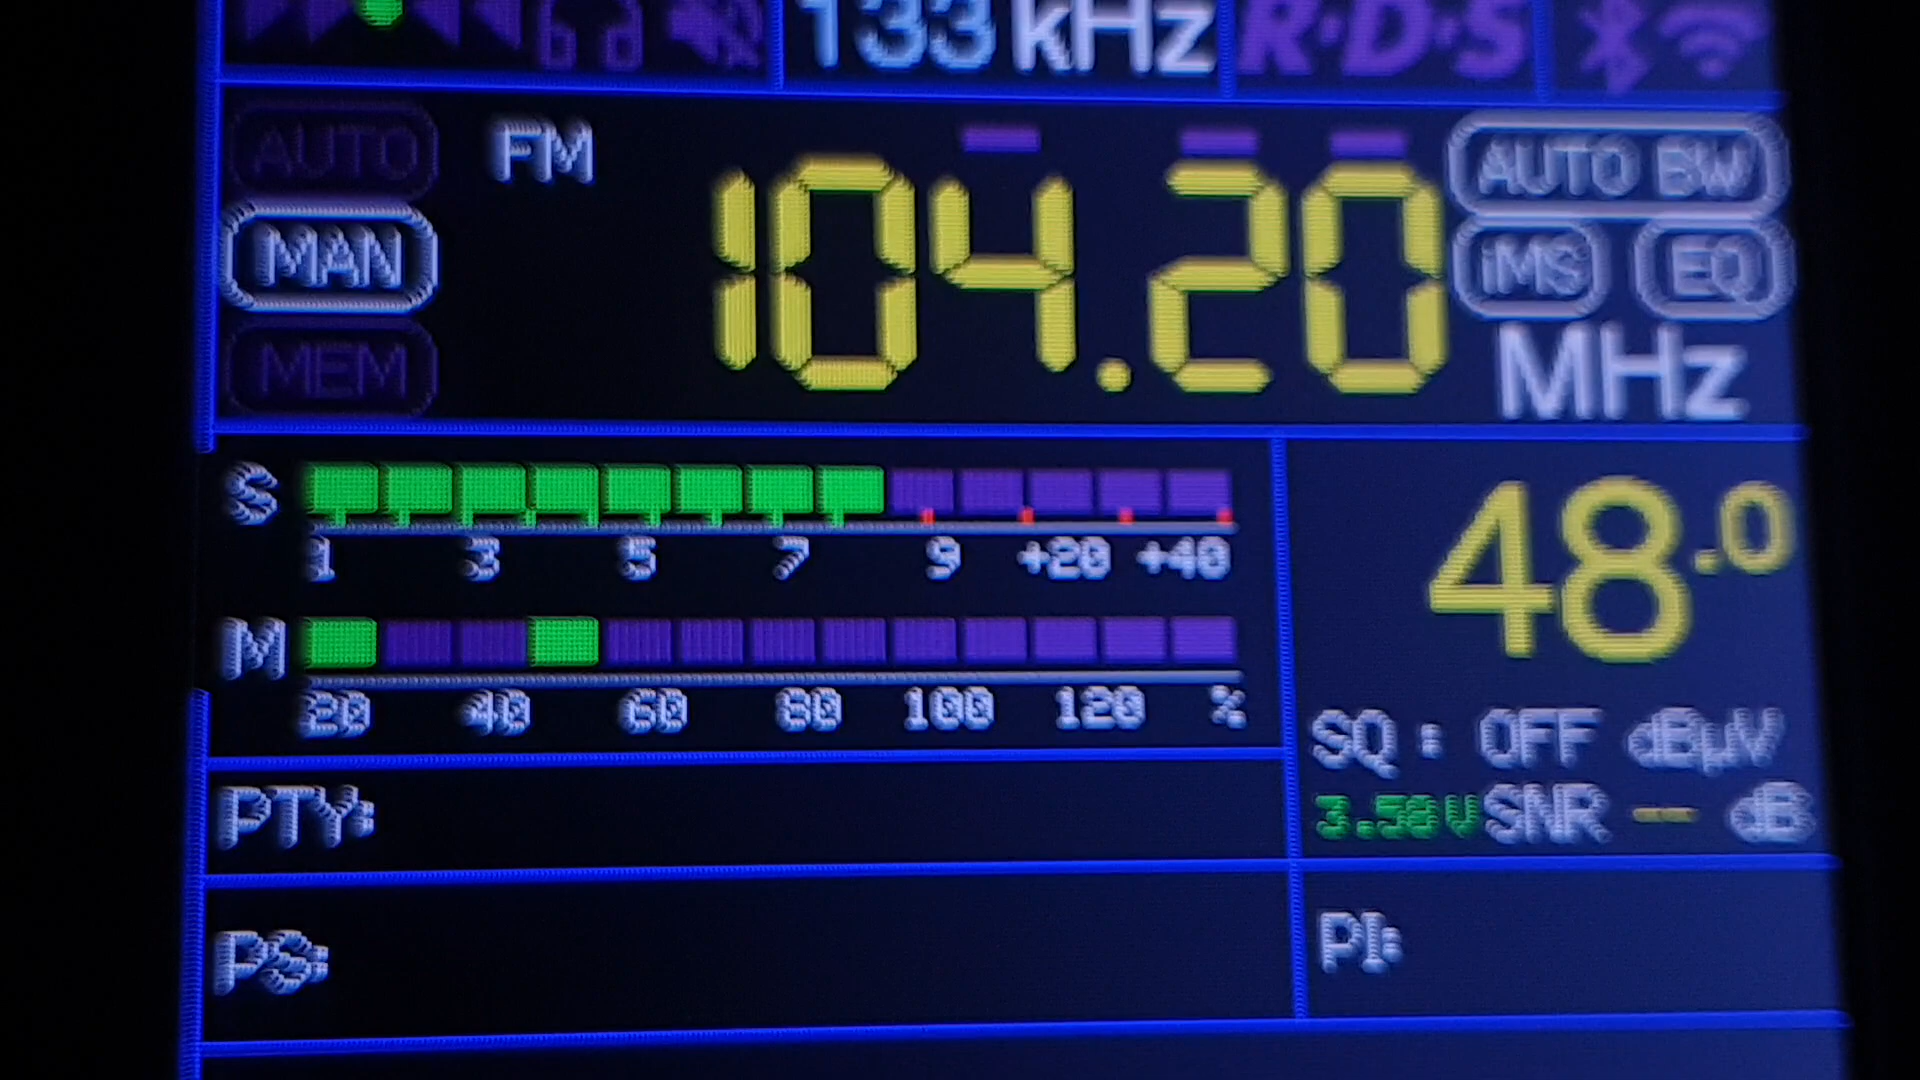 133 kHz R·D·S
AUTO FM 104.20 AUTO BW
MAN iMS EQ
MEM MHz
S 48.0
1 3 5 7 9 +20 +40
M
20 40 60 80 100 120 %
SQ: OFF dBµV
PTY: 3.58V SNR -- dB
PS: PI: